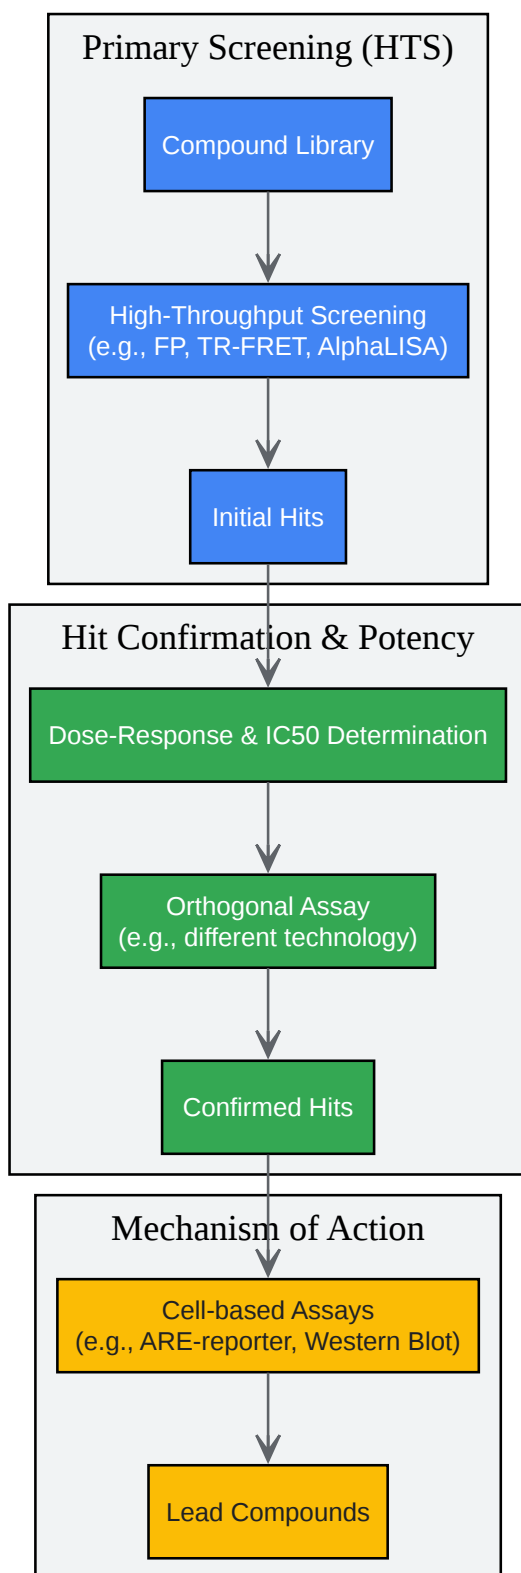 Primary Screening (HTS)
Compound Library
High-Throughput Screening
(e.g., FP, TR-FRET, AlphaLISA)
Initial Hits
Hit Confirmation & Potency
Dose-Response & IC50 Determination
Orthogonal Assay
(e.g., different technology)
Confirmed Hits
Mechanism of Action
Cell-based Assays
(e.g., ARE-reporter, Western Blot)
Lead Compounds